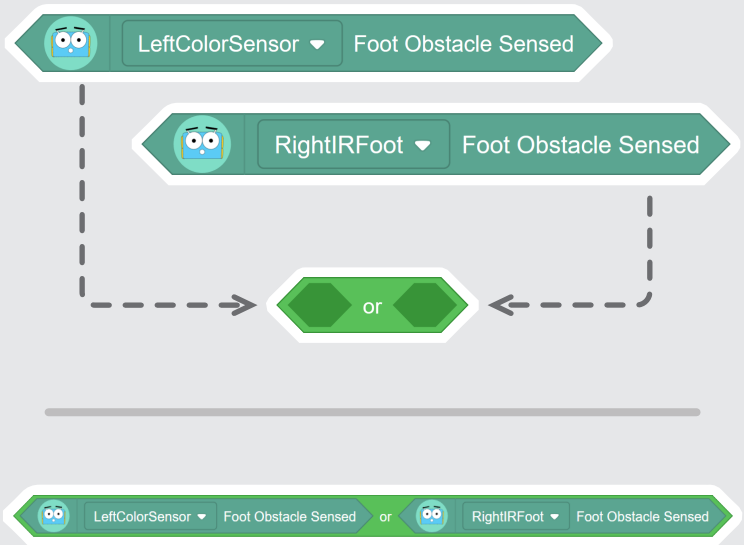 LeftColorSensor Foot Obstacle Sensed
RightIRFoot Foot Obstacle Sensed
or
LeftColorSensor Foot Obstacle Sensed or RightIRFoot Foot Obstacle Sensed